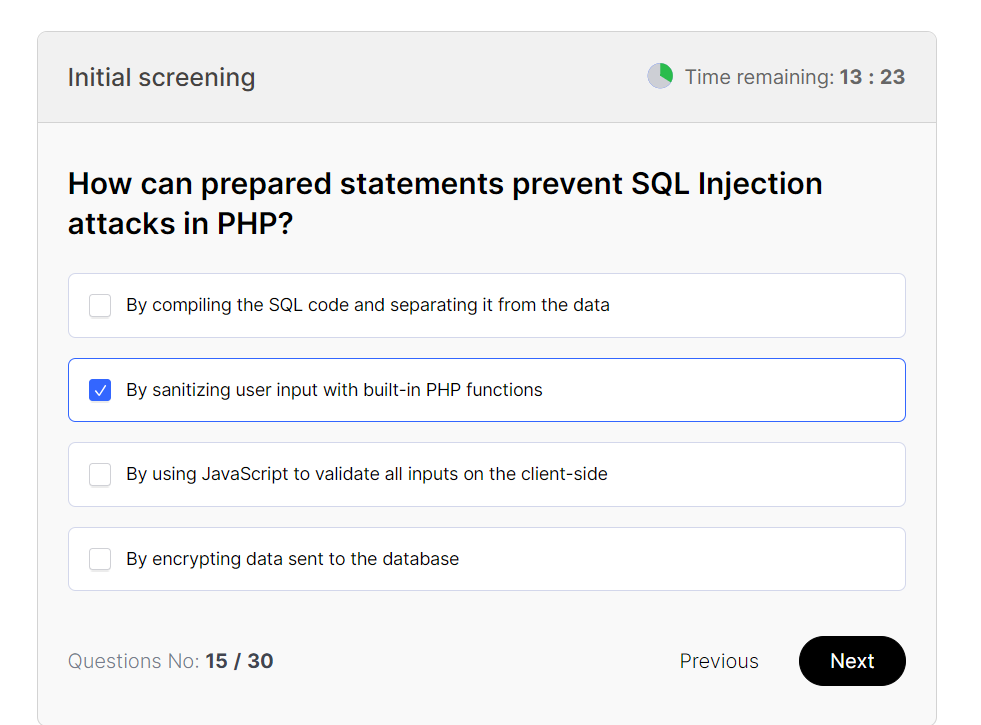 Initial screening
Time remaining: 13 : 23
How can prepared statements prevent SQL Injection
attacks in PHP?
By compiling the SQL code and separating it from the data
By sanitizing user input with built-in PHP functions
By using JavaScript to validate all inputs on the client-side
By encrypting data sent to the database
Questions No: 15 / 30
Previous
Next